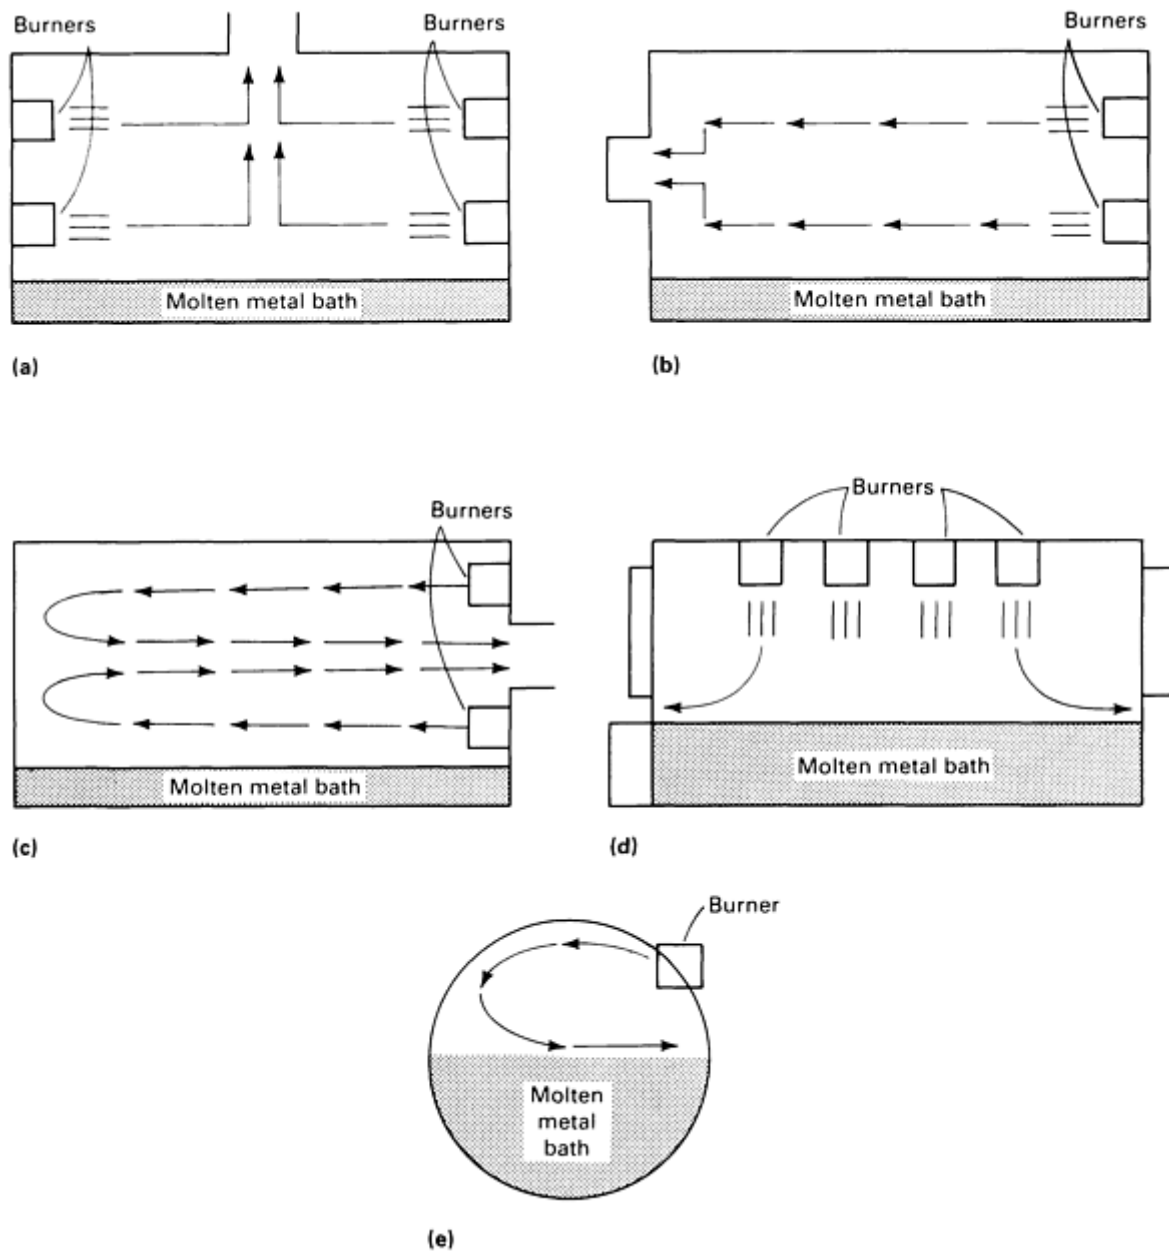 Burners
Burners
Burners
Molten metal bath
Molten metal bath
(a)
(b)
Burners
Burners
Molten metal bath
Molten metal bath
(c)
(d)
Burner
Molten
metal
bath
(e)